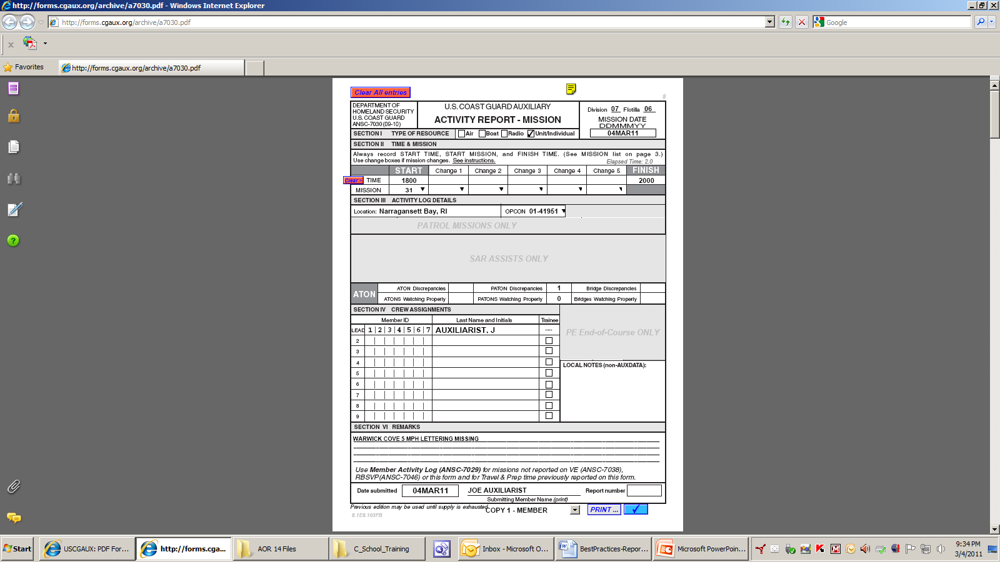 http://forms.cgaux.org/archive/a7030.pdf - Windows Internet Explorer
http://forms.cgaux.org/archive/a7030.pdf
Google
Favorites
http://forms.cgaux.org/archive/a7030.pdf
Clear All entries
8
DEPARTMENT OF
HOMELAND SECURITY
U.S. COAST GUARD
ANSC-7030 (09-10)
U.S. COAST GUARD AUXILIARY
ACTIVITY REPORT - MISSION
Division 07 Flotilla 06
MISSION DATE
DDMMMYY
04MAR11
SECTION I TYPE OF RESOURCE Air Boat Radio Unit/Individual
SECTION II TIME & MISSION
Always record START TIME, START MISSION, and FINISH TIME. (See MISSION list on page 3.)
Use change boxes if mission changes. See instructions. Elapsed Time: 2.0
START Change 1 Change 2 Change 3 Change 4 Change 5 FINISH
Clear > TIME 1800 2000
MISSION 31
SECTION III ACTIVITY LOG DETAILS
Location: Narragansett Bay, RI OPCON 01-41951
PATROL MISSIONS ONLY
SAR ASSISTS ONLY
ATON
ATON Discrepancies PATON Discrepancies 1 Bridge Discrepancies
ATONS Watching Properly PATONS Watching Properly 0 Bridges Watching Properly
SECTION IV CREW ASSIGNMENTS
Member ID Last Name and Initials Trainee
LEAD 1 2 3 4 5 6 7 AUXILIARIST, J ----
PE End-of-Course ONLY
2
3
4
5
6
7
8
9
LOCAL NOTES (non-AUXDATA):
SECTION VI REMARKS
WARWICK COVE 5 MPH LETTERING MISSING
Use Member Activity Log (ANSC-7029) for missions not reported on VE (ANSC-7038),
RBSVP(ANSC-7046) or this form and for Travel & Prep time previously reported on this form.
Date submitted 04MAR11 JOE AUXILIARIST Report number
Submitting Member Name (print)
Previous edition may be used until supply is exhausted.
COPY 1 - MEMBER PRINT ...
8.1E8.103FB
Start USCGAUX: PDF For... http://forms.cga... AOR 14 Files C_School_Training Inbox - Microsoft O... BestPractices-Repor... Microsoft PowerPoin...
9:34 PM
3/4/2011